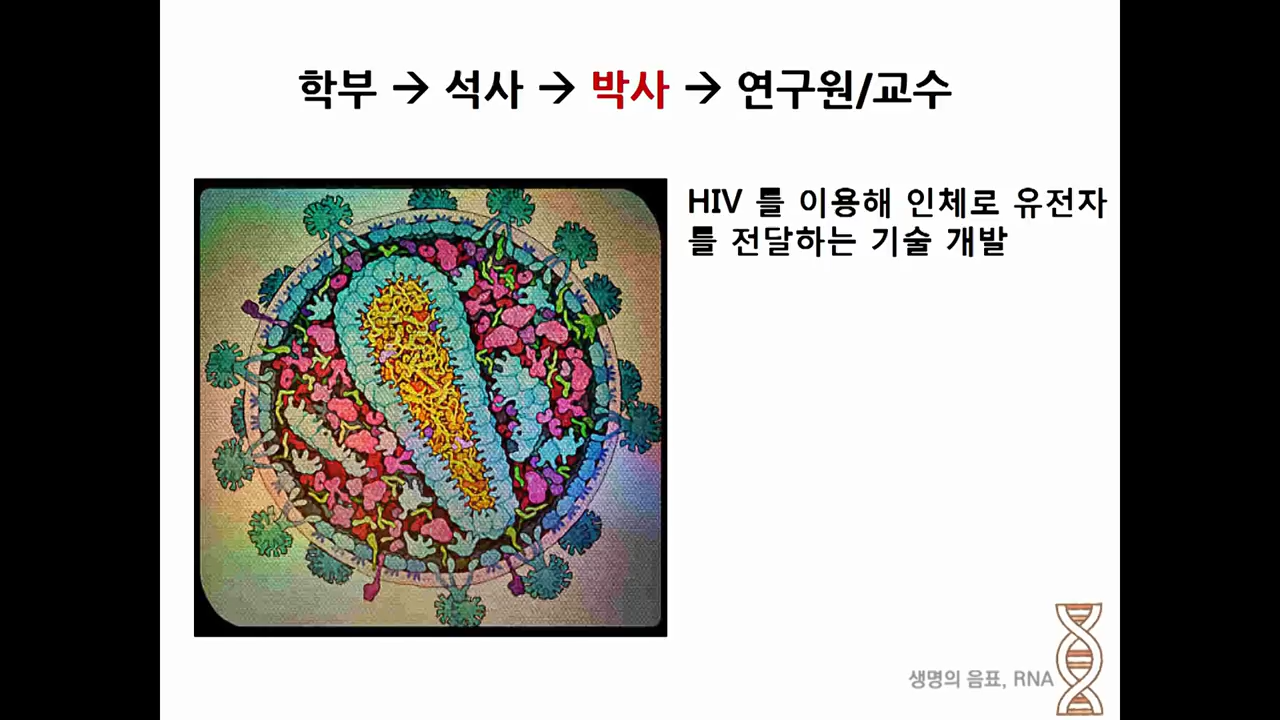 학부 → 석사 → 박사 → 연구원/교수
HIV 를 이용해 인체로 유전자
를 전달하는 기술 개발
생명의 음표, RNA